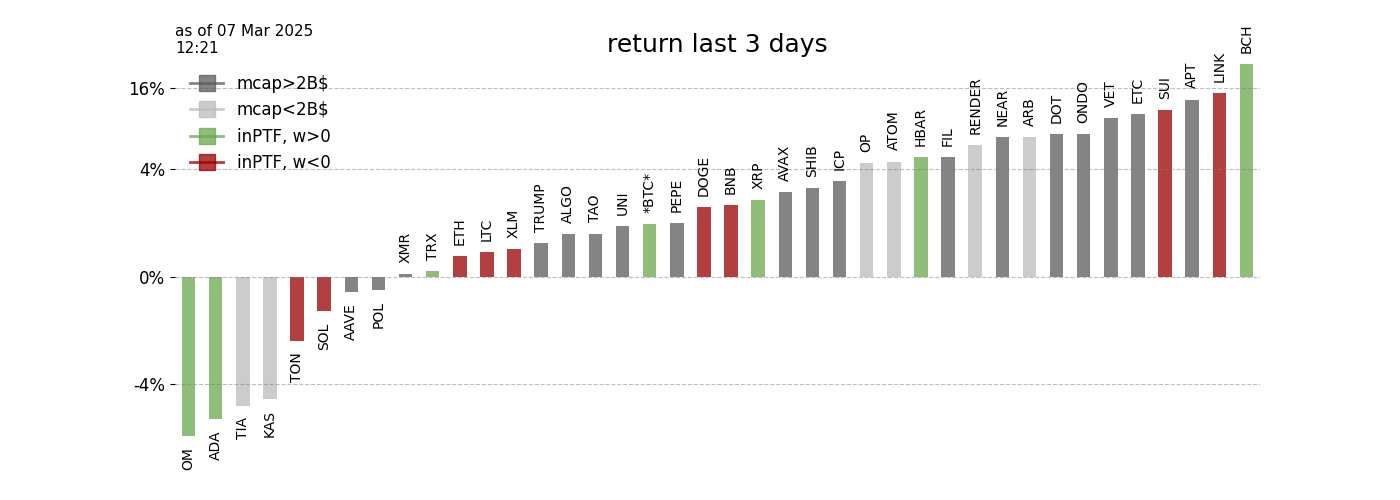 as of 07 Mar 2025
12:21
return last 3 days
mcap>2B$
mcap<2B$
inPTF, w>0
inPTF, w<0
16%
4%
0%
-4%
OM
ADA
TIA
KAS
TON
SOL
AAVE
POL
XMR
TRX
ETH
LTC
XLM
TRUMP
ALGO
TAO
UNI
*BTC*
PEPE
DOGE
BNB
XRP
AVAX
SHIB
ICP
OP
ATOM
HBAR
FIL
RENDER
NEAR
ARB
DOT
ONDO
VET
ETC
SUI
APT
LINK
BCH